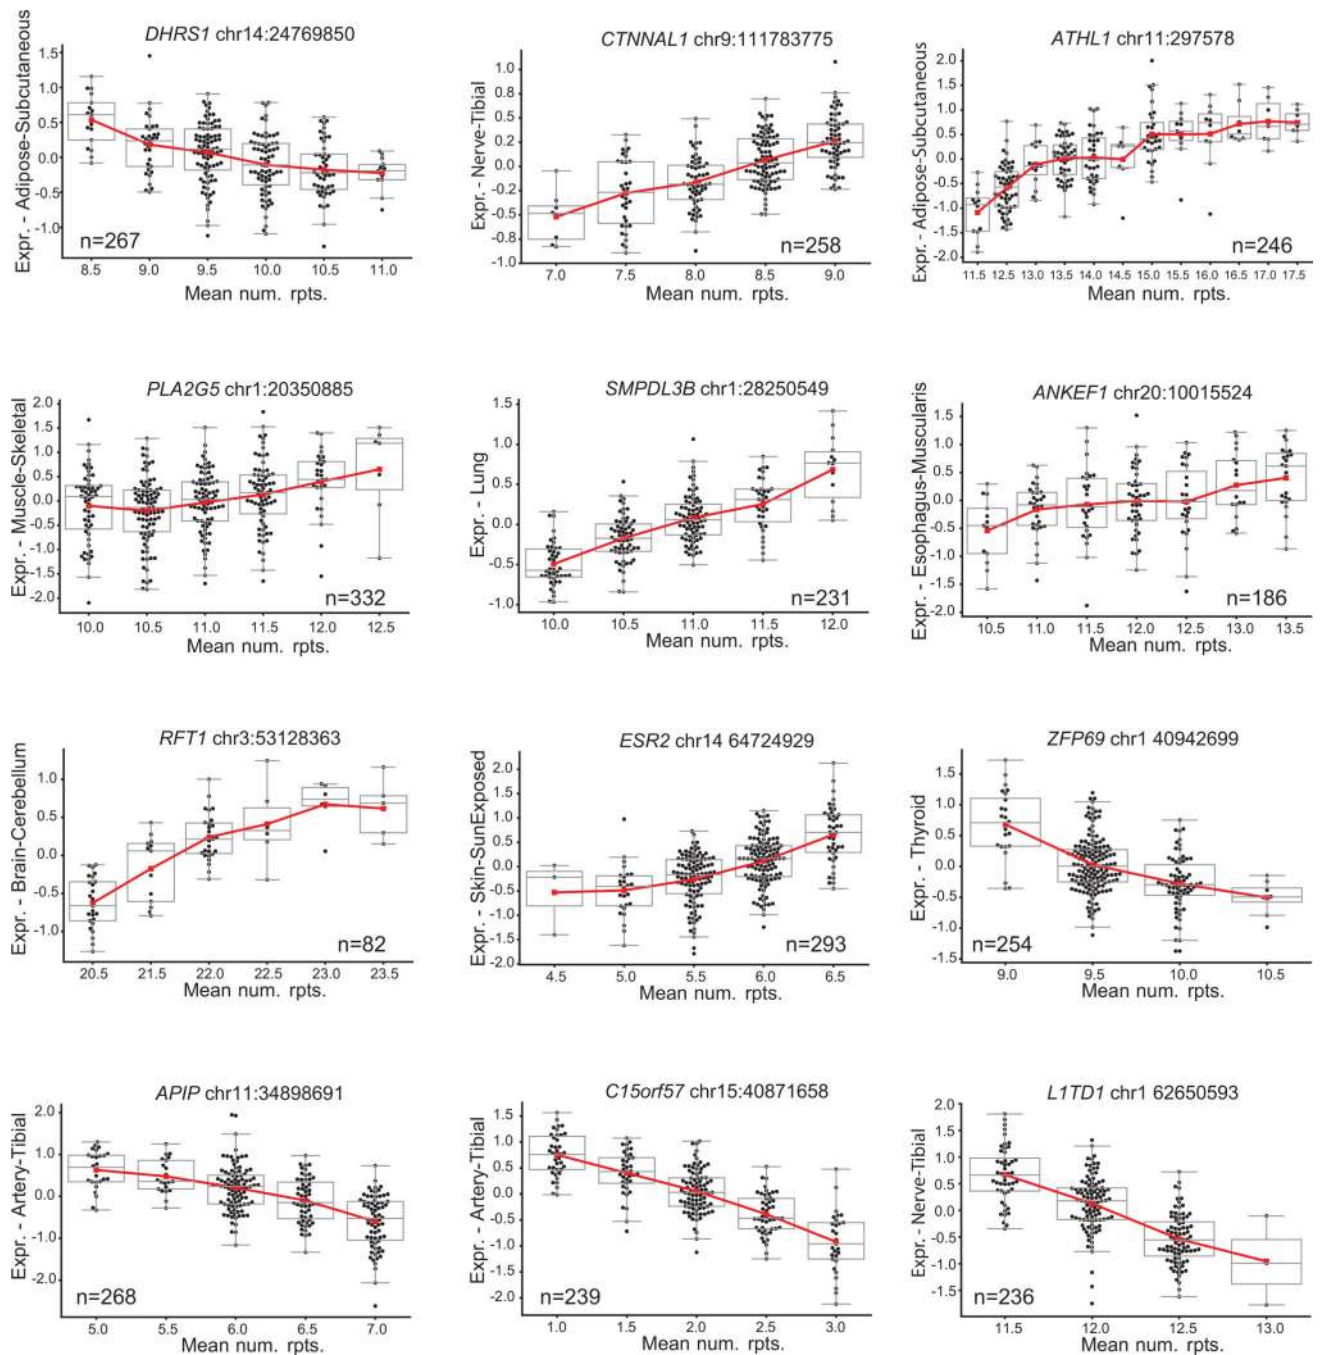 DHRS1 chr14:24769850
Expr. - Adipose-Subcutaneous
1.5
1.0
0.5
0.0
-0.5
-1.0
n=267
8.5 9.0 9.5 10.0 10.5 11.0
Mean num. rpts.
CTNNAL1 chr9:111783775
Expr. - Nerve-Tibial
1.0
0.8
0.5
0.2
0.0
-0.2
-0.5
-0.8
-1.0
n=258
7.0 7.5 8.0 8.5 9.0
Mean num. rpts.
ATHL1 chr11:297578
Expr. - Adipose-Subcutaneous
2.0
1.5
1.0
0.5
0.0
-0.5
-1.0
-1.5
-2.0
n=246
11.5 12.5 13.0 13.5 14.0 14.5 15.0 15.5 16.0 16.5 17.0 17.5
Mean num. rpts.
PLA2G5 chr1:20350885
Expr. - Muscle-Skeletal
2.0
1.5
1.0
0.5
0.0
-0.5
-1.0
-1.5
-2.0
n=332
10.0 10.5 11.0 11.5 12.0 12.5
Mean num. rpts.
SMPDL3B chr1:28250549
Expr. - Lung
1.5
1.0
0.5
0.0
-0.5
-1.0
n=231
10.0 10.5 11.0 11.5 12.0
Mean num. rpts.
ANKEF1 chr20:10015524
Expr. - Esophagus-Muscularis
1.5
1.0
0.5
0.0
-0.5
-1.0
-1.5
-2.0
n=186
10.5 11.0 11.5 12.0 12.5 13.0 13.5
Mean num. rpts.
RFT1 chr3:53128363
Expr. - Brain-Cerebellum
1.0
0.5
0.0
-0.5
-1.0
n=82
20.5 21.5 22.0 22.5 23.0 23.5
Mean num. rpts.
ESR2 chr14 64724929
Expr. - Skin-SunExposed
2.0
1.5
1.0
0.5
0.0
-0.5
-1.0
-1.5
-2.0
n=293
4.5 5.0 5.5 6.0 6.5
Mean num. rpts.
ZFP69 chr1 40942699
Expr. - Thyroid
1.5
1.0
0.5
0.0
-0.5
-1.0
-1.5
n=254
9.0 9.5 10.0 10.5
Mean num. rpts.
APIP chr11:34898691
Expr. - Artery-Tibial
2.0
1.0
0.0
-1.0
-2.0
n=268
5.0 5.5 6.0 6.5 7.0
Mean num. rpts.
C15orf57 chr15:40871658
Expr. - Artery-Tibial
1.5
1.0
0.5
0.0
-0.5
-1.0
-1.5
-2.0
n=239
1.0 1.5 2.0 2.5 3.0
Mean num. rpts.
L1TD1 chr1 62650593
Expr. - Nerve-Tibial
2.0
1.5
1.0
0.5
0.0
-0.5
-1.0
-1.5
n=236
11.5 12.0 12.5 13.0
Mean num. rpts.